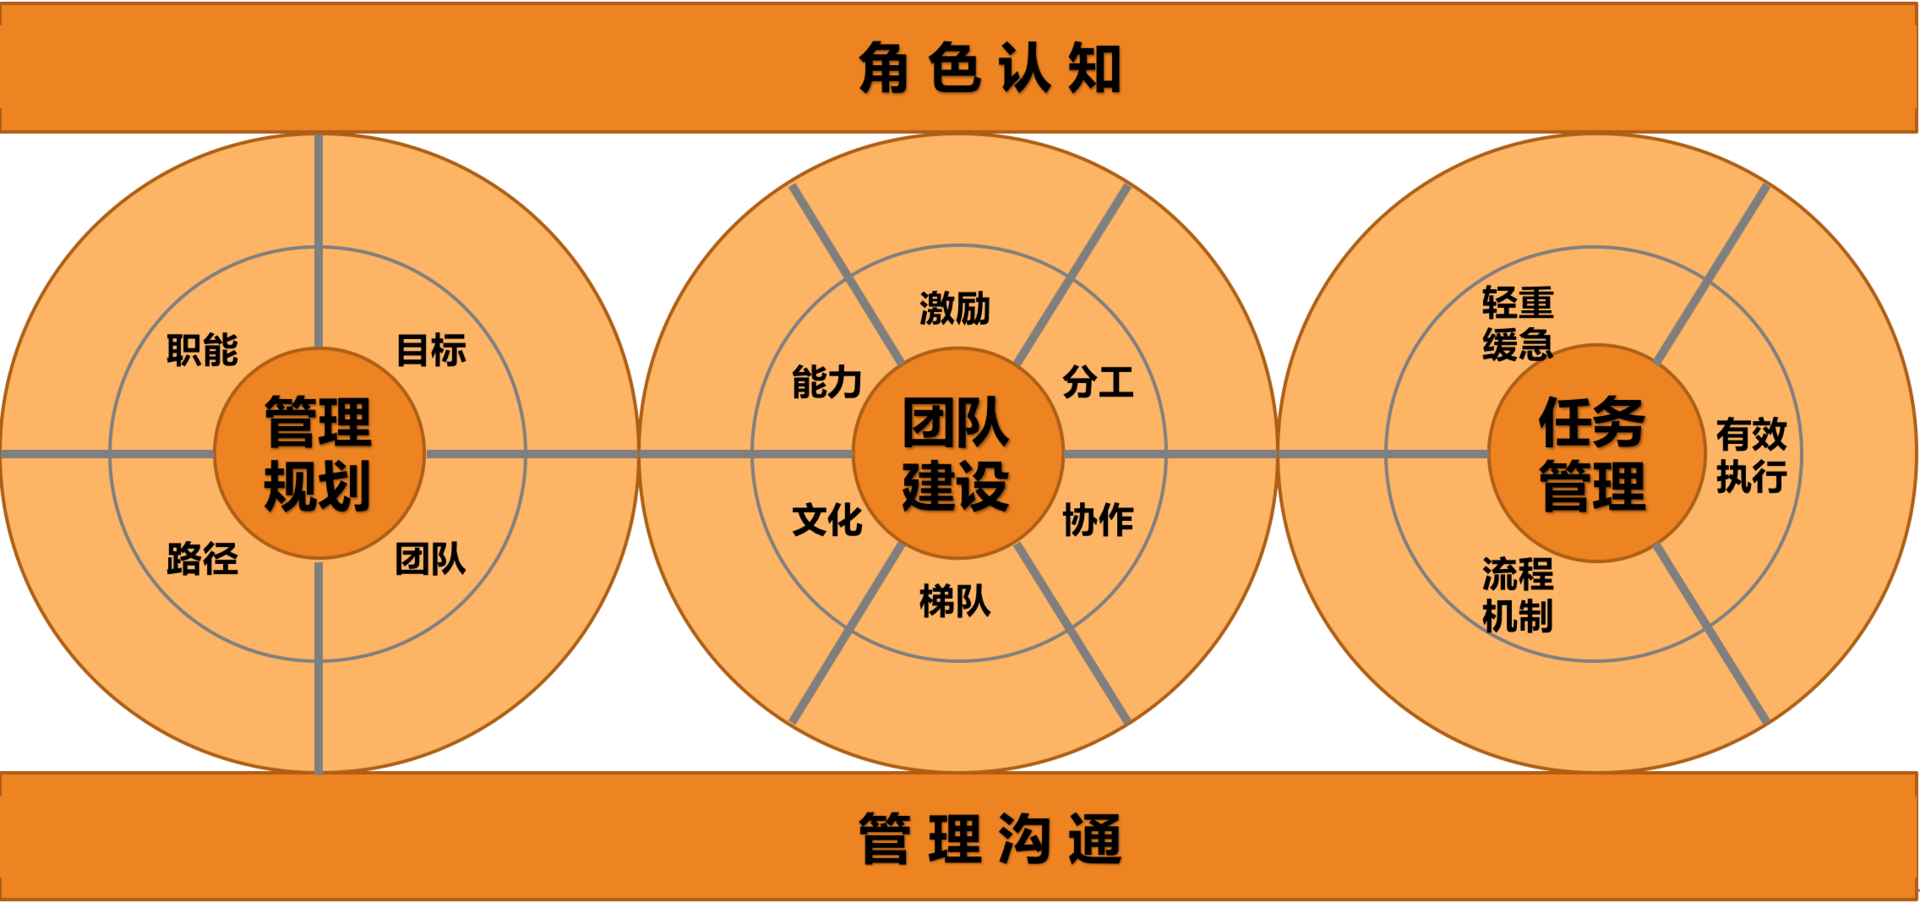 角色认知
职能
目标
管理
规划
路径
团队
激励
能力
分工
团队
建设
文化
协作
梯队
轻重
缓急
任务
管理
有效
执行
流程
机制
管理沟通